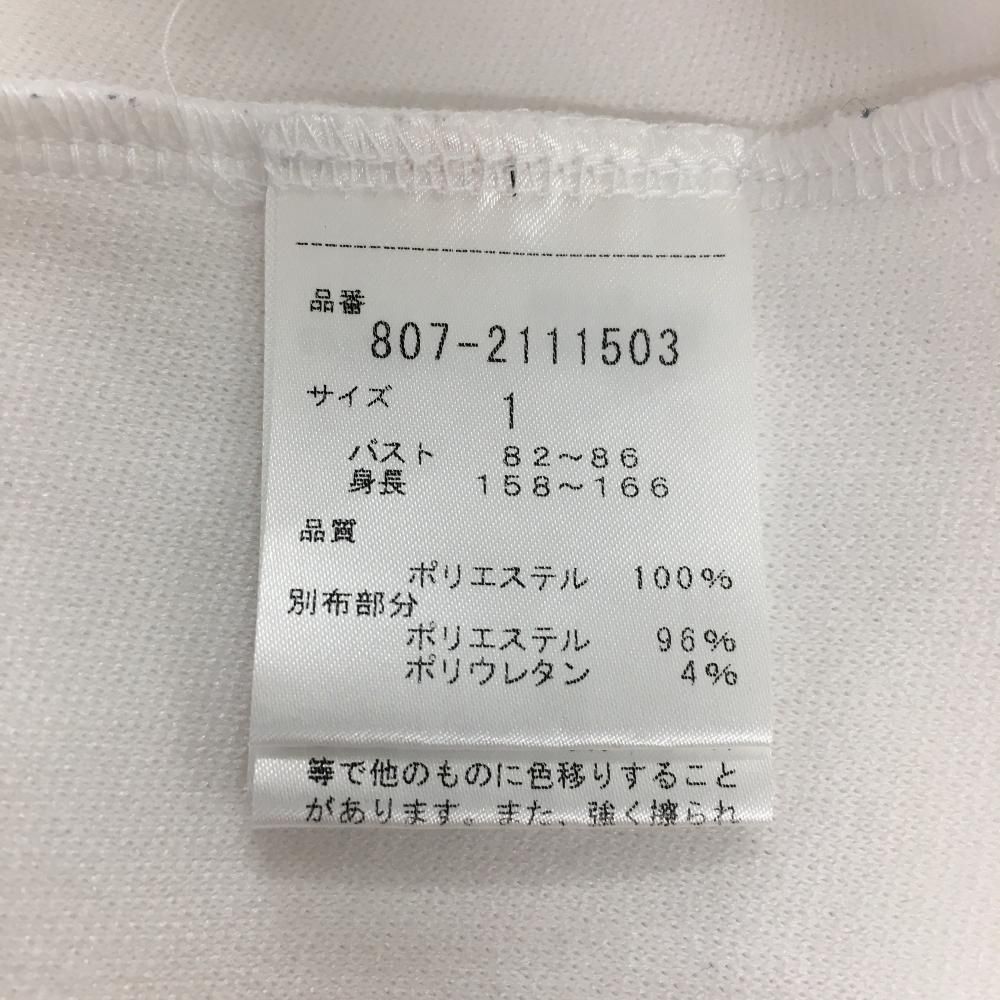 品番
807-2111503
サイズ 1
バスト 82~86
身長 158~166
品質
ポリエステル 100%
別布部分
ポリエステル 96%
ポリウレタン 4%
等で他のものに色移りすること
があります。また、強く擦られ